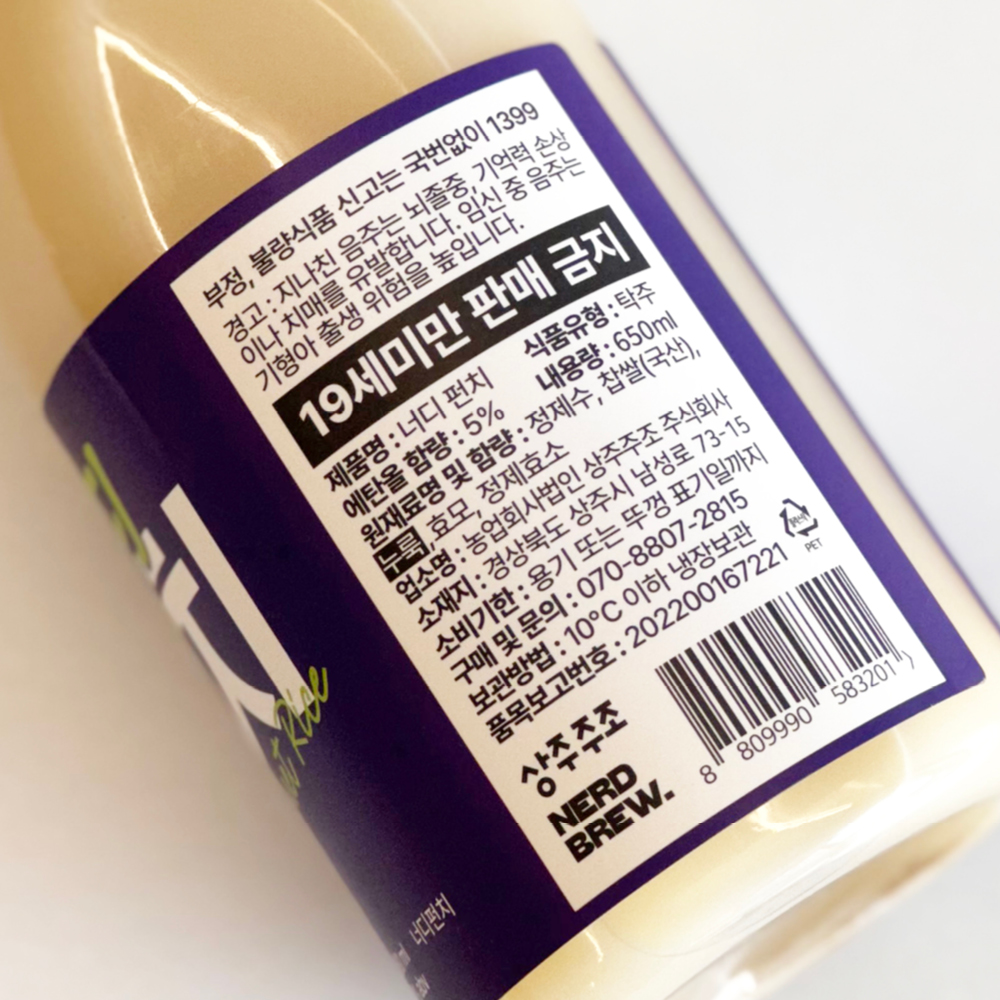 부정, 불량식품 신고는 국번없이 1399
경고 : 지나친 음주는 뇌졸중, 기억력 손상
이나 치매를 유발합니다. 임신 중 음주는
기형아 출생 위험을 높입니다.
19세미만 판매 금지
제품명 : 너디 펀치 식품유형 : 탁주
에탄올 함량 : 5% 내용량 : 650ml
원재료명 및 함량 : 정제수, 찹쌀(국산),
누룩, 효모, 정제효소
업소명 : 농업회사법인 상주주조 주식회사
소재지 : 경상북도 상주시 남성로 73-15
소비기한 : 용기 또는 뚜껑 표기일까지
구매 및 문의 : 070-8807-2815
보관방법 : 10°C 이하 냉장보관
품목보고번호 : 202200167221
PET
상주주조
NERD
BREW.
8 809990 583201
Rice
너디펀치